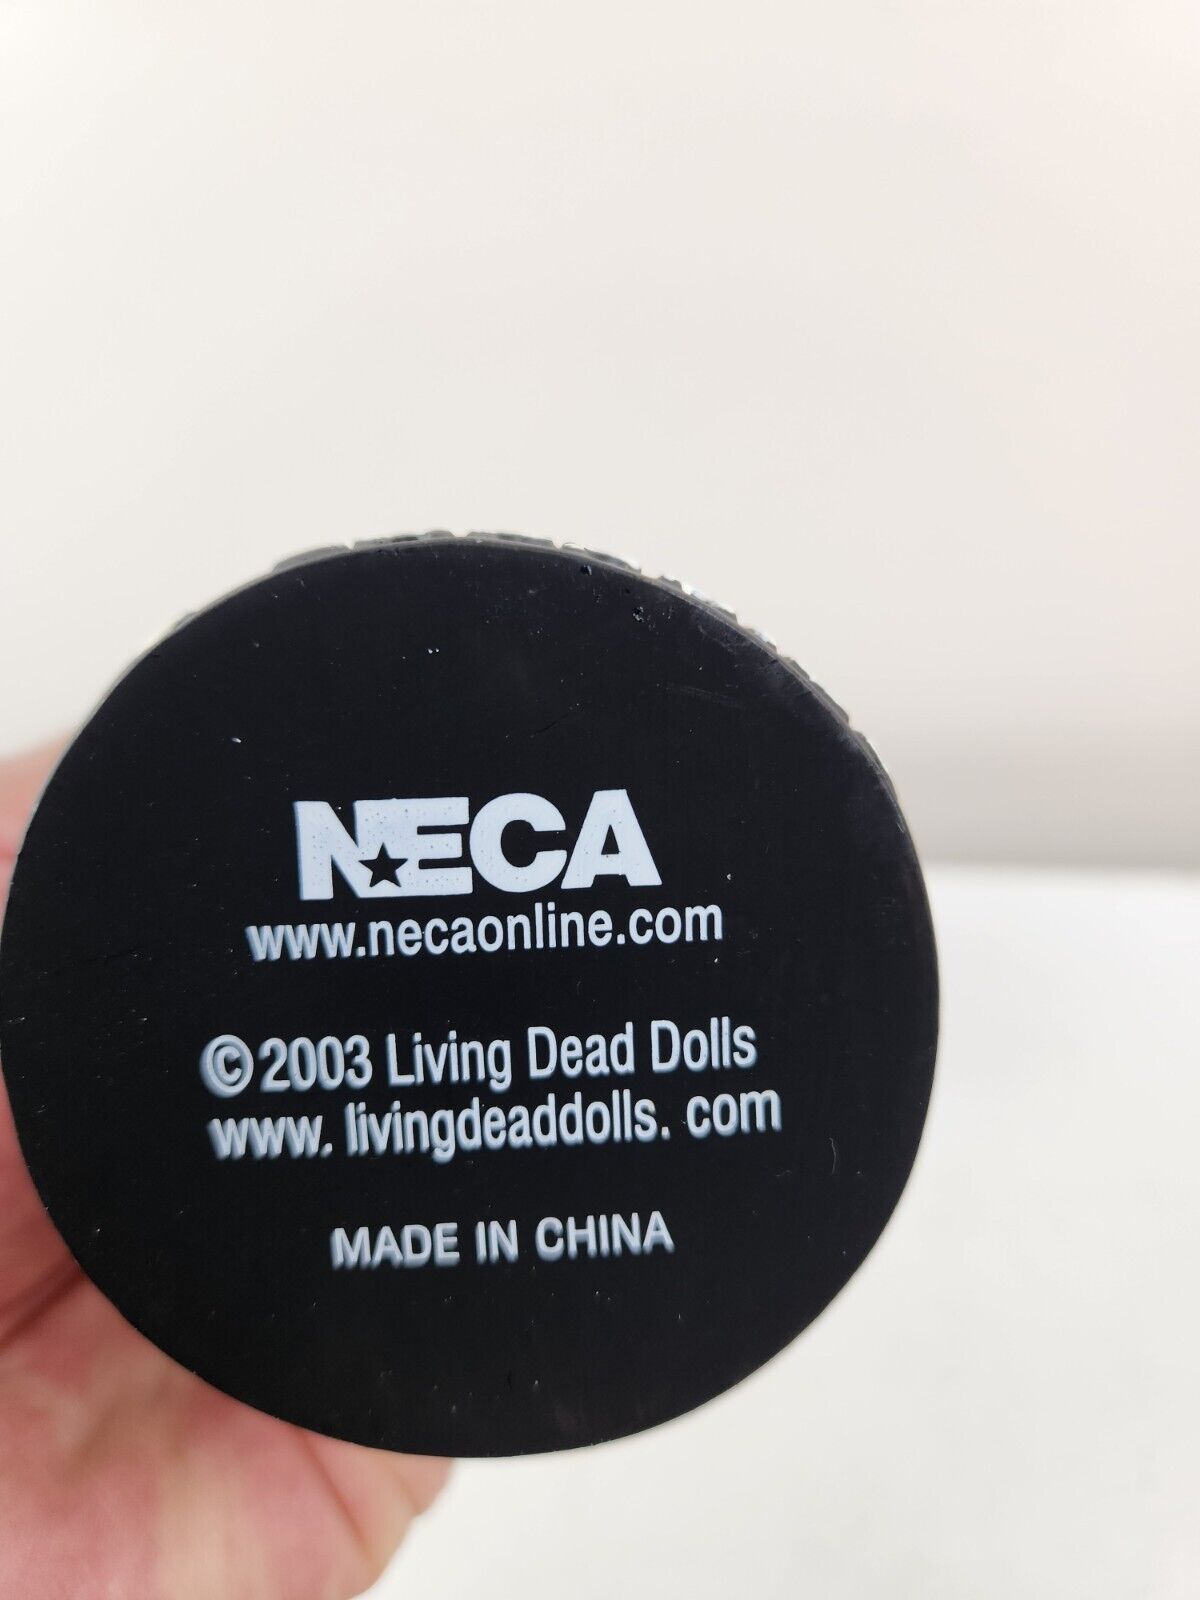 NECA
www.necaonline.com
© 2003 Living Dead Dolls
www. livingdeaddolls. com
MADE IN CHINA